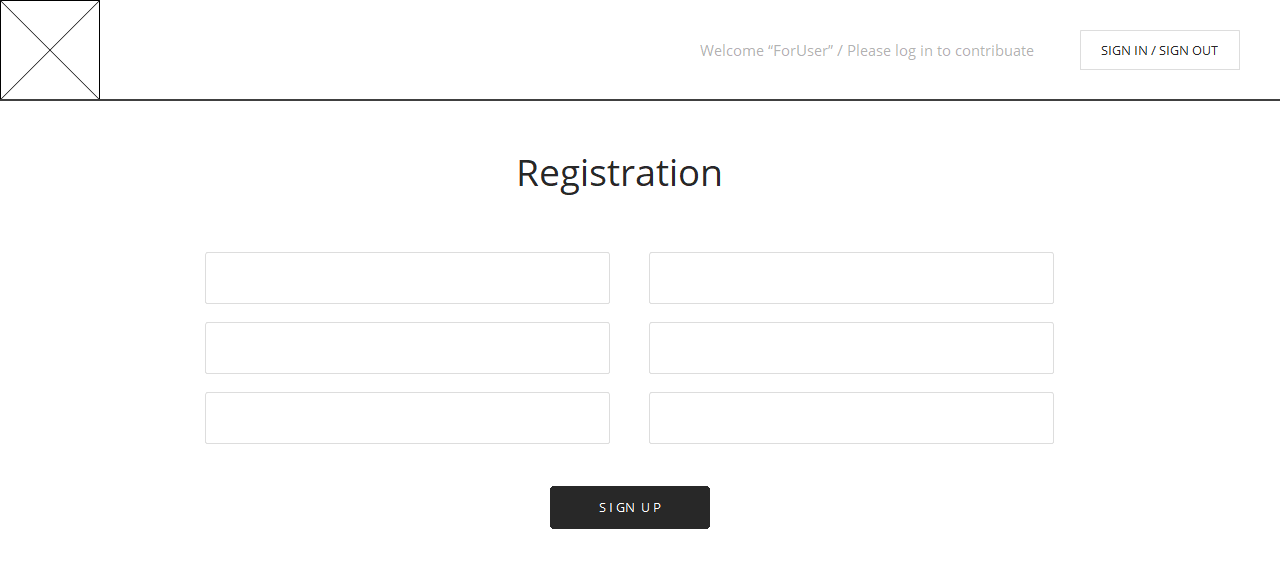 Welcome “ForUser” / Please log in to contribuate
SIGN IN / SIGN OUT
Registration
SIGN UP